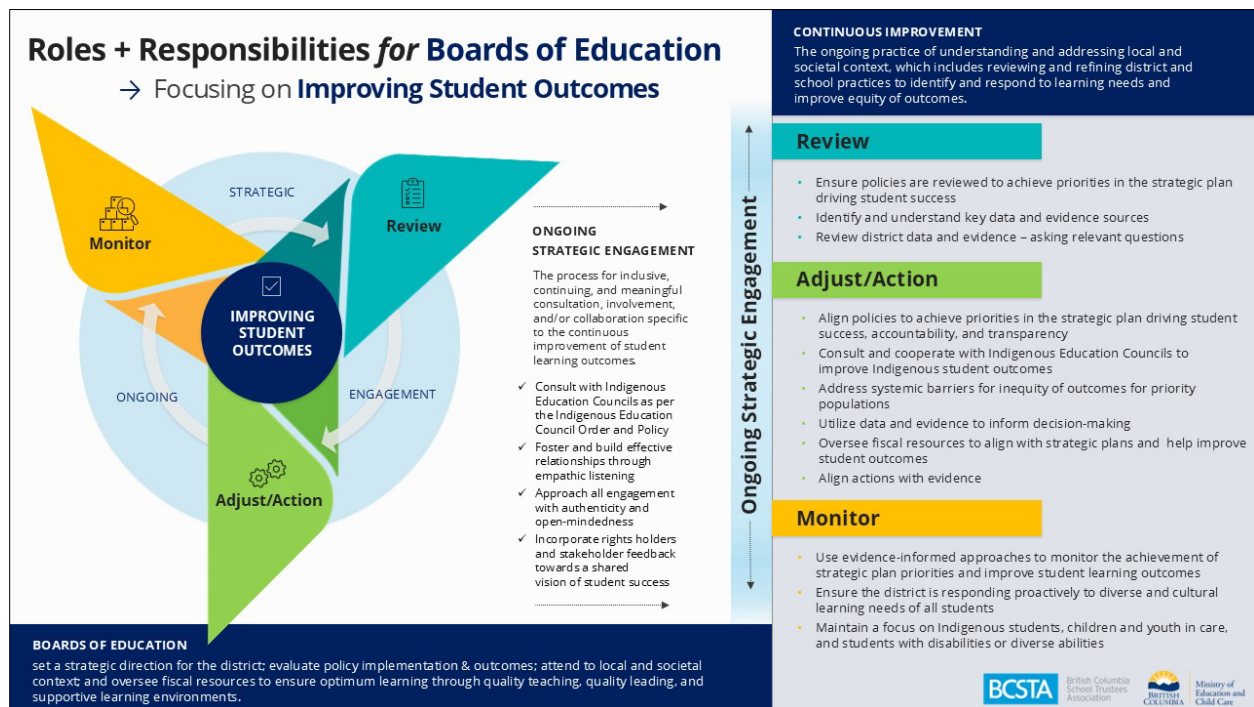 Roles + Responsibilities for Boards of Education
→ Focusing on Improving Student Outcomes
STRATEGIC
Monitor
Review
IMPROVING
STUDENT
OUTCOMES
ONGOING
ENGAGEMENT
Adjust/Action
ONGOING
STRATEGIC ENGAGEMENT
The process for inclusive,
continuing, and meaningful
consultation, involvement,
and/or collaboration specific
to the continuous
improvement of student
learning outcomes.
✓ Consult with Indigenous
Education Councils as per
the Indigenous Education
Council Order and Policy
✓ Foster and build effective
relationships through
empathic listening
✓ Approach all engagement
with authenticity and
open-mindedness
✓ Incorporate rights holders
and stakeholder feedback
towards a shared
vision of student success
Ongoing Strategic Engagement
BOARDS OF EDUCATION
set a strategic direction for the district; evaluate policy implementation & outcomes; attend to local and societal
context; and oversee fiscal resources to ensure optimum learning through quality teaching, quality leading, and
supportive learning environments.
CONTINUOUS IMPROVEMENT
The ongoing practice of understanding and addressing local and
societal context, which includes reviewing and refining district and
school practices to identify and respond to learning needs and
improve equity of outcomes.
Review
• Ensure policies are reviewed to achieve priorities in the strategic plan
driving student success
• Identify and understand key data and evidence sources
• Review district data and evidence – asking relevant questions
Adjust/Action
• Align policies to achieve priorities in the strategic plan driving student
success, accountability, and transparency
• Consult and cooperate with Indigenous Education Councils to
improve Indigenous student outcomes
• Address systemic barriers for inequity of outcomes for priority
populations
• Utilize data and evidence to inform decision-making
• Oversee fiscal resources to align with strategic plans and help improve
student outcomes
• Align actions with evidence
Monitor
• Use evidence-informed approaches to monitor the achievement of
strategic plan priorities and improve student learning outcomes
• Ensure the district is responding proactively to diverse and cultural
learning needs of all students
• Maintain a focus on Indigenous students, children and youth in care,
and students with disabilities or diverse abilities
BCSTA
British Columbia
School Trustees
Association
BRITISH
COLUMBIA
Ministry of
Education and
Child Care